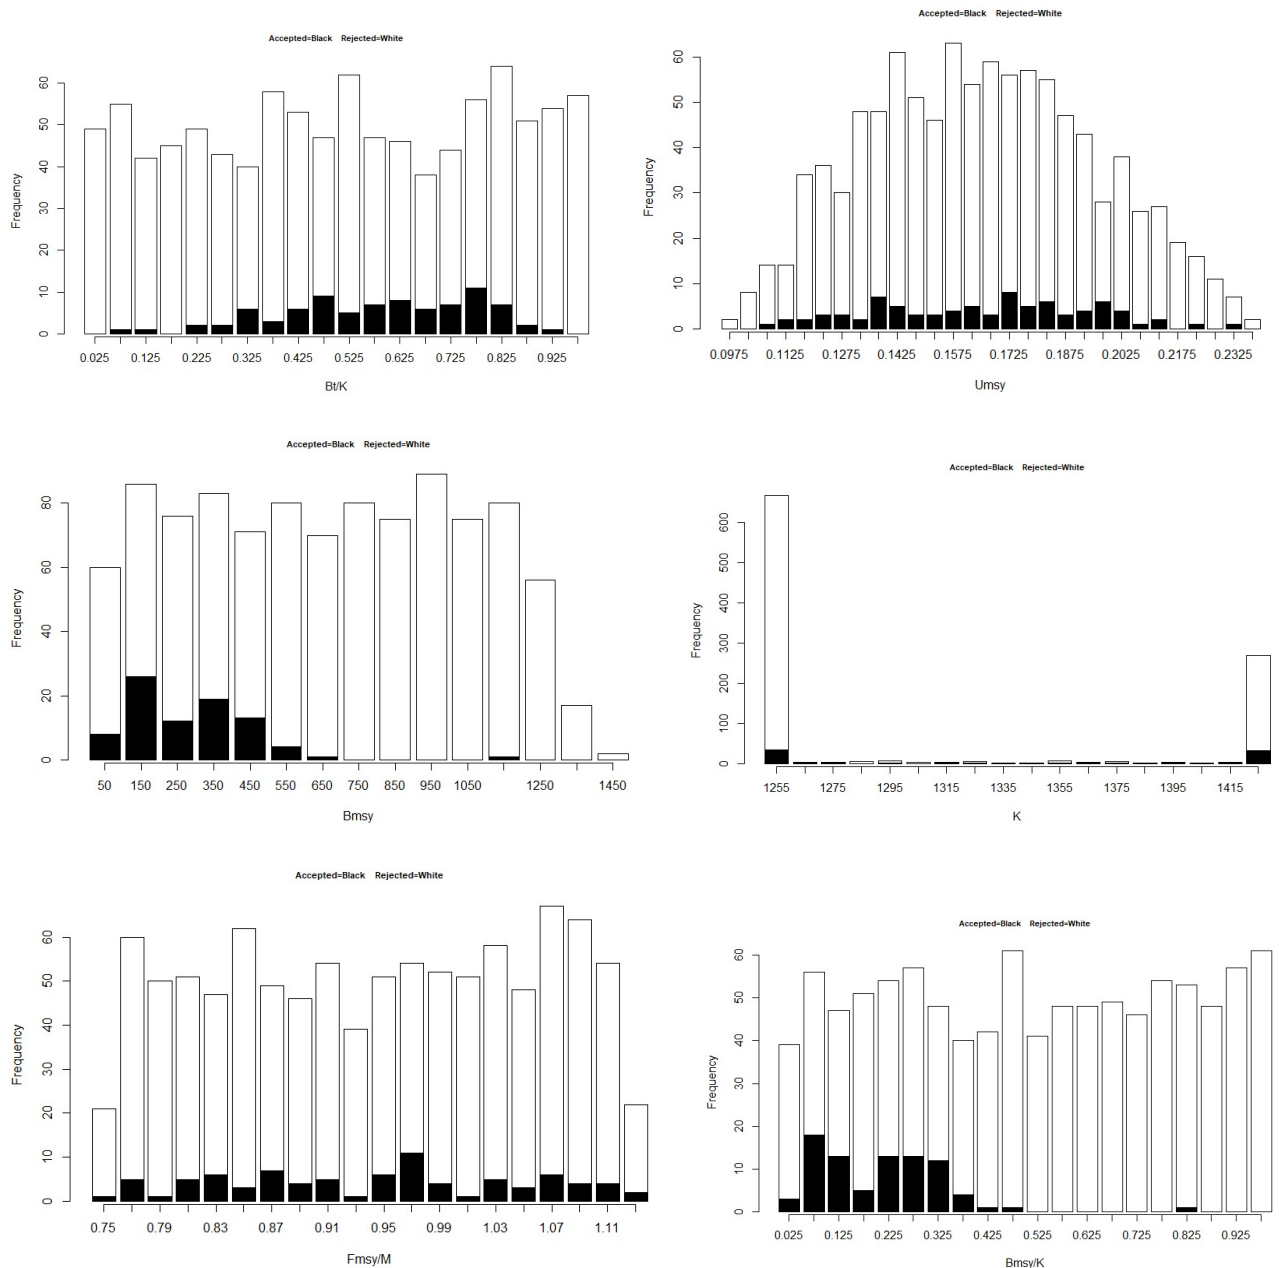 Accepted=Black Rejected=White
Frequency
0 10 20 30 40 50 60
0.025 0.125 0.225 0.325 0.425 0.525 0.625 0.725 0.825 0.925
Bt/K
Accepted=Black Rejected=White
Frequency
0 10 20 30 40 50 60
0.0975 0.1125 0.1275 0.1425 0.1575 0.1725 0.1875 0.2025 0.2175 0.2325
Umsy
Accepted=Black Rejected=White
Frequency
0 20 40 60 80
50 150 250 350 450 550 650 750 850 950 1050 1250 1450
Bmsy
Accepted=Black Rejected=White
Frequency
0 100 200 300 400 500 600
1255 1275 1295 1315 1335 1355 1375 1395 1415
K
Accepted=Black Rejected=White
Frequency
0 10 20 30 40 50 60
0.75 0.79 0.83 0.87 0.91 0.95 0.99 1.03 1.07 1.11
Fmsy/M
Accepted=Black Rejected=White
Frequency
0 10 20 30 40 50 60
0.025 0.125 0.225 0.325 0.425 0.525 0.625 0.725 0.825 0.925
Bmsy/K